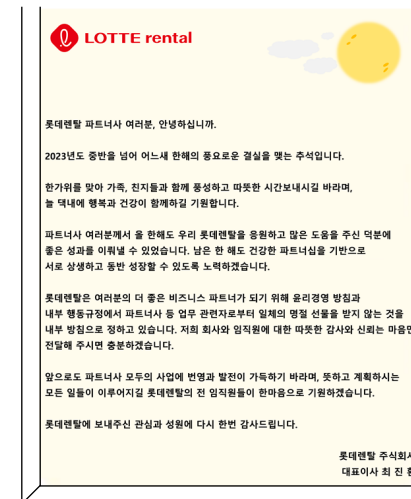 LOTTE rental
롯데렌탈 파트너사 여러분, 안녕하십니까.
2023년도 중반을 넘어 어느새 한해의 풍요로운 결실을 맺는 추석입니다.
한가위를 맞아 가족, 친지들과 함께 풍성하고 따뜻한 시간보내시길 바라며,
늘 댁내에 행복과 건강이 함께하길 기원합니다.
파트너사 여러분께서 올 한해도 우리 롯데렌탈을 응원하고 많은 도움을 주신 덕분에
좋은 성과를 이뤄낼 수 있었습니다. 남은 한 해도 건강한 파트너십을 기반으로
서로 상생하고 동반 성장할 수 있도록 노력하겠습니다.
롯데렌탈은 여러분의 더 좋은 비즈니스 파트너가 되기 위해 윤리경영 방침과
내부 행동규정에서 파트너사 등 업무 관련자로부터 일체의 명절 선물을 받지 않는 것을
내부 방침으로 정하고 있습니다. 저희 회사와 임직원에 대한 따뜻한 감사와 신뢰는 마음만
전달해 주시면 충분하겠습니다.
앞으로도 파트너사 모두의 사업에 번영과 발전이 가득하기 바라며, 뜻하고 계획하시는
모든 일들이 이루어지길 롯데렌탈의 전 임직원들이 한마음으로 기원하겠습니다.
롯데렌탈에 보내주신 관심과 성원에 다시 한번 감사드립니다.
롯데렌탈 주식회사
대표이사 최 진 환